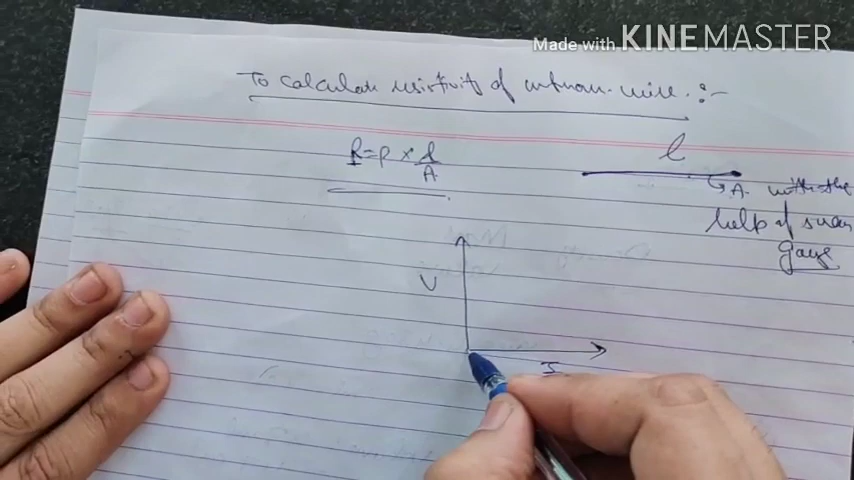 Made with KINEMASTER
To calculate resistivity of unknown wire :-
R = ρ × l/A
l
A. with the
help of screw
gauge
V
I